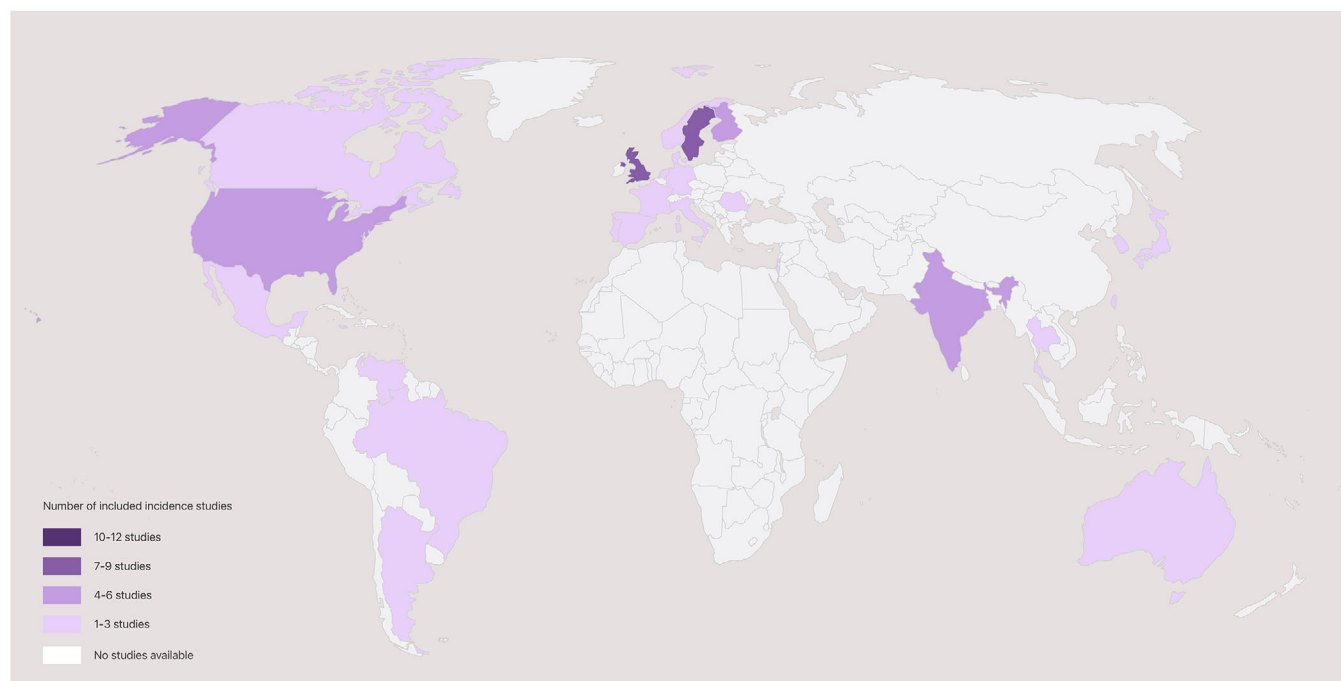 Number of included incidence studies
10-12 studies
7-9 studies
4-6 studies
1-3 studies
No studies available